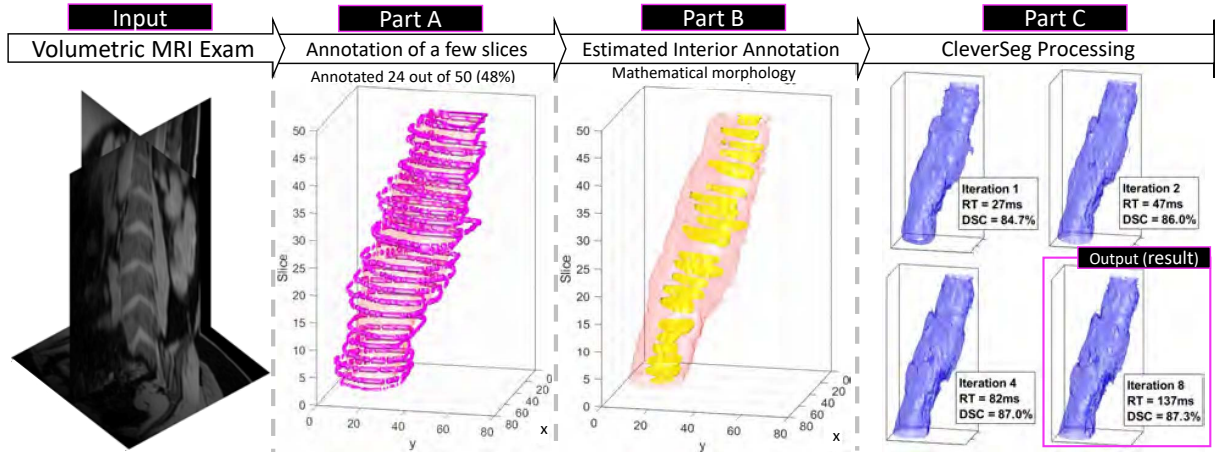 Input
Part A
Part B
Part C
Volumetric MRI Exam
Annotation of a few slices
Estimated Interior Annotation
CleverSeg Processing
Annotated 24 out of 50 (48%)
Mathematical morphology
50
45
40
35
30
25
20
15
10
5
0
Slice
0
20
40
60
80
y
0
20
40
60
80
x
50
45
40
35
30
25
20
15
10
5
0
Slice
0
20
40
60
80
y
0
20
40
60
80
x
Iteration 1
RT = 27ms
DSC = 84.7%
Iteration 2
RT = 47ms
DSC = 86.0%
Output (result)
Iteration 4
RT = 82ms
DSC = 87.0%
Iteration 8
RT = 137ms
DSC = 87.3%